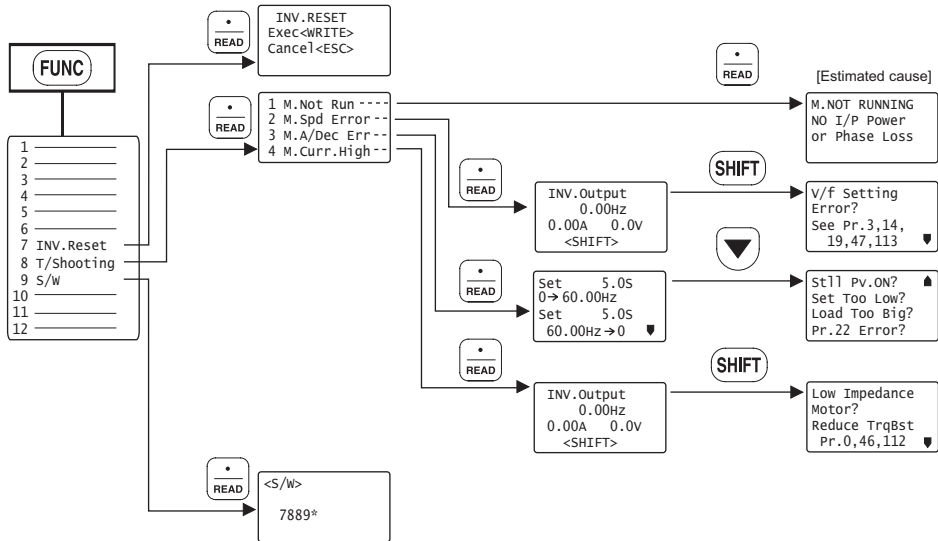 FUNC
1
2
3
4
5
6
7 INV.Reset
8 T/Shooting
9 S/W
10
11
12
READ
INV.RESET
Exec<WRITE>
Cancel<ESC>
READ
1 M.Not Run ----
2 M.Spd Error--
3 M.A/Dec Err--
4 M.Curr.High--
READ
[Estimated cause]
M.NOT RUNNING
NO I/P Power
or Phase Loss
READ
INV.Output
0.00Hz
0.00A 0.0V
<SHIFT>
SHIFT
V/f Setting
Error?
See Pr.3,14,
19,47,113
READ
Set 5.0S
0→60.00Hz
Set 5.0S
60.00Hz→0
Stll Pv.ON?
Set Too Low?
Load Too Big?
Pr.22 Error?
READ
INV.Output
0.00Hz
0.00A 0.0V
<SHIFT>
SHIFT
Low Impedance
Motor?
Reduce TrqBst
Pr.0,46,112
READ
<S/W>
7889*